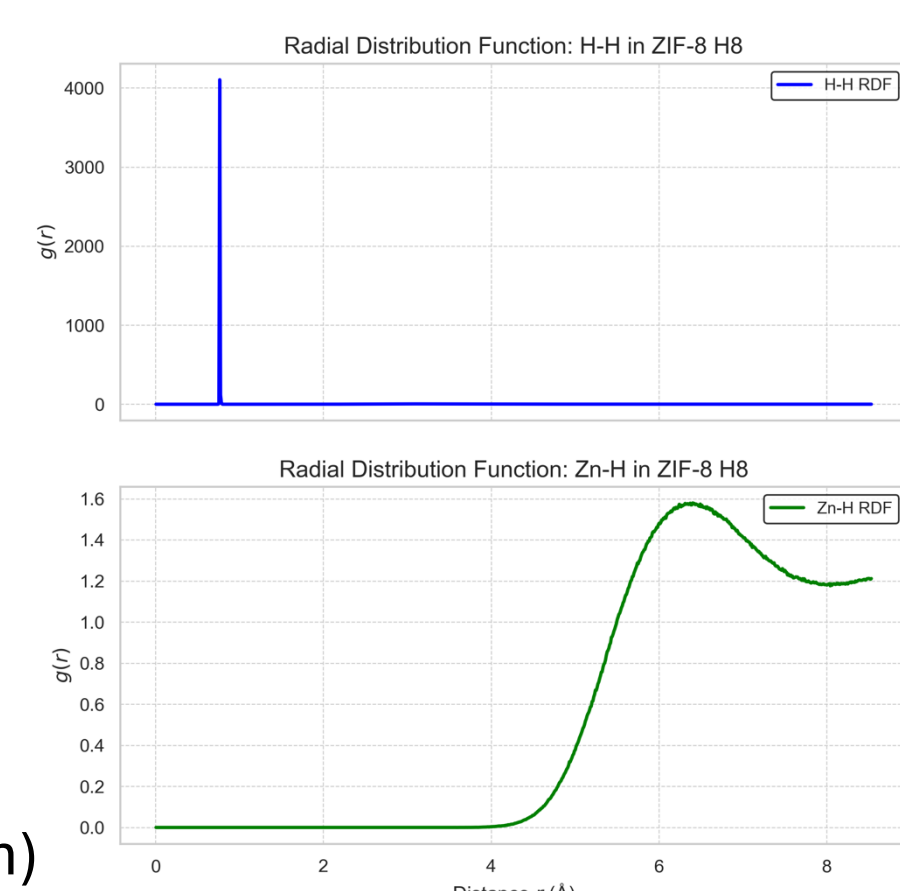 Radial Distribution Function: H-H in ZIF-8 H8
H-H RDF
g(r)
4000
3000
2000
1000
0
Radial Distribution Function: Zn-H in ZIF-8 H8
Zn-H RDF
g(r)
1.6
1.4
1.2
1.0
0.8
0.6
0.4
0.2
0.0
0 2 4 6 8
Distance r (Å)
n)